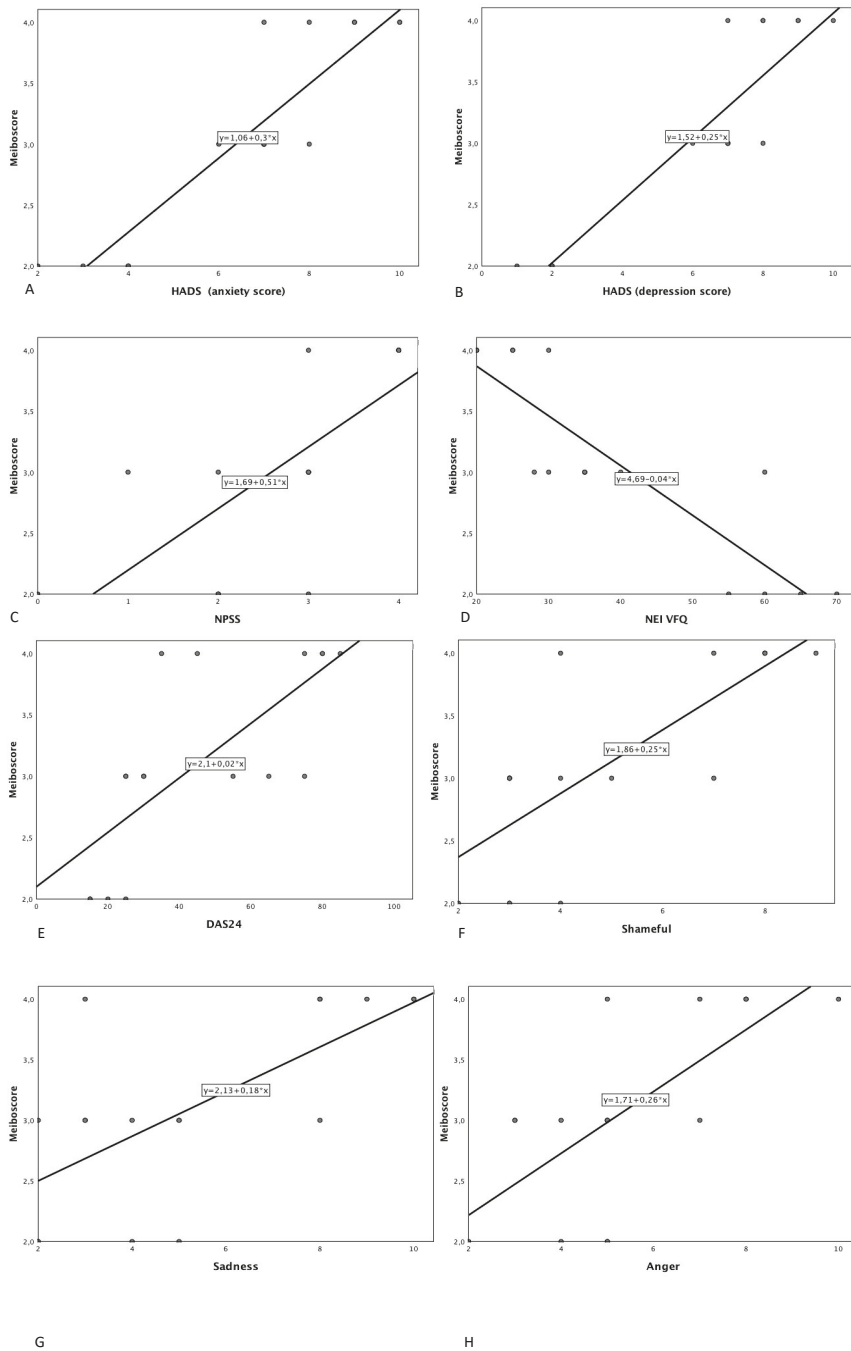 4,0
3,5
3,0
2,5
2,0
Meiboscore
y=1,06+0,3*x
2
4
6
8
10
HADS (anxiety score)
A
4,0
3,5
3,0
2,5
2,0
Meiboscore
y=1,52+0,25*x
0
2
4
6
8
10
HADS (depression score)
B
4,0
3,5
3,0
2,5
2,0
Meiboscore
y=1,69+0,51*x
0
1
2
3
4
NPSS
C
4,0
3,5
3,0
2,5
2,0
Meiboscore
y=4,69-0,04*x
20
30
40
50
60
70
NEI VFQ
D
4,0
3,5
3,0
2,5
2,0
Meiboscore
y=2,1+0,02*x
0
20
40
60
80
100
DAS24
E
4,0
3,5
3,0
2,5
2,0
Meiboscore
y=1,86+0,25*x
2
4
6
8
Shameful
F
4,0
3,5
3,0
2,5
2,0
Meiboscore
y=2,13+0,18*x
2
4
6
8
10
Sadness
G
4,0
3,5
3,0
2,5
2,0
Meiboscore
y=1,71+0,26*x
2
4
6
8
10
Anger
H